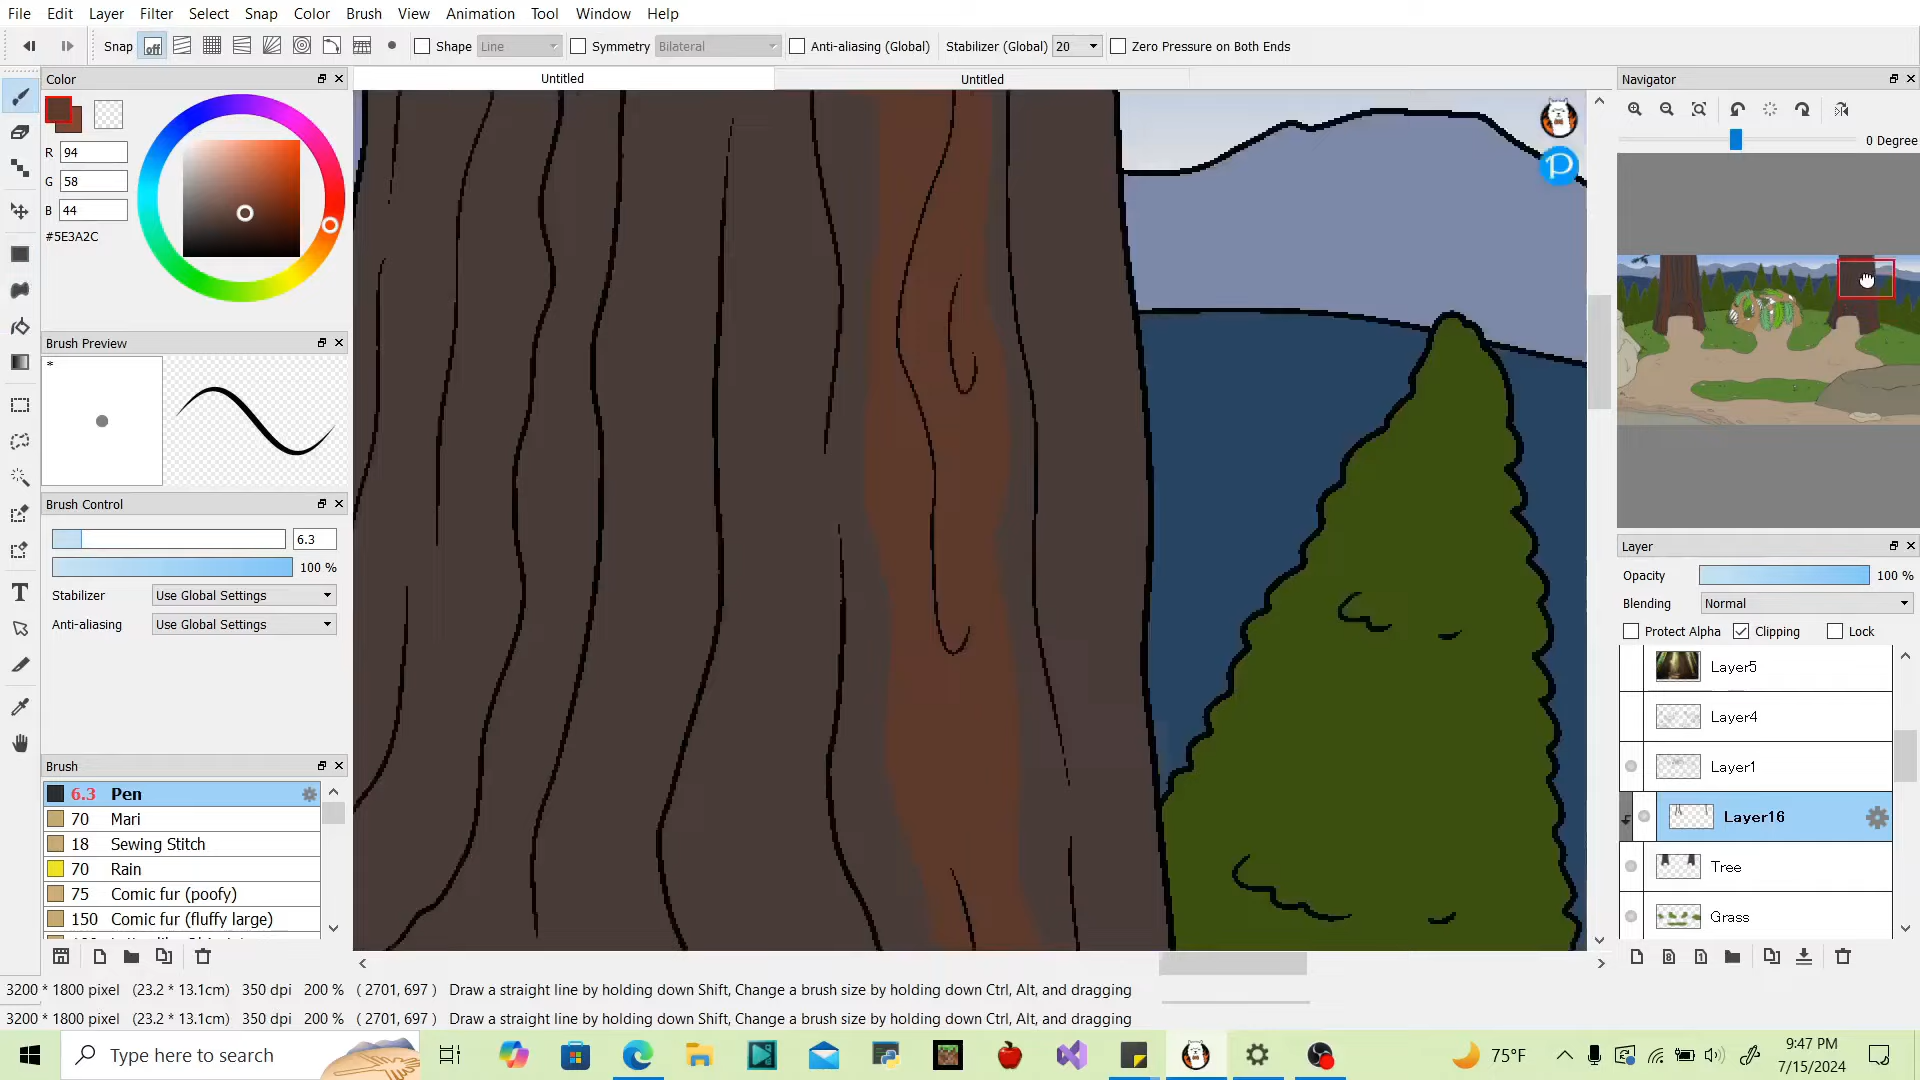 File Edit Layer Filter Select Snap Color Brush View Animation Tool Window Help
Snap off Shape Line Symmetry Bilateral Anti-aliasing (Global) Stabilizer (Global) 20 Zero Pressure on Both Ends
Color
Untitled
Untitled
Navigator
R 94
G 58
B 44
#5E3A2C
0 Degree
Brush Preview
*
Brush Control
6.3
100 %
Stabilizer Use Global Settings
Anti-aliasing Use Global Settings
Brush
6.3 Pen
70 Mari
18 Sewing Stitch
70 Rain
75 Comic fur (poofy)
150 Comic fur (fluffy large)
Layer
Opacity 100 %
Blending Normal
Protect Alpha Clipping Lock
Layer5
Layer4
Layer1
Layer16
Tree
Grass
3200 * 1800 pixel (23.2 * 13.1cm) 350 dpi 200 % ( 2701, 697 ) Draw a straight line by holding down Shift, Change a brush size by holding down Ctrl, Alt, and dragging
3200 * 1800 pixel (23.2 * 13.1cm) 350 dpi 200 % ( 2701, 697 ) Draw a straight line by holding down Shift, Change a brush size by holding down Ctrl, Alt, and dragging
Type here to search
75°F
9:47 PM
7/15/2024